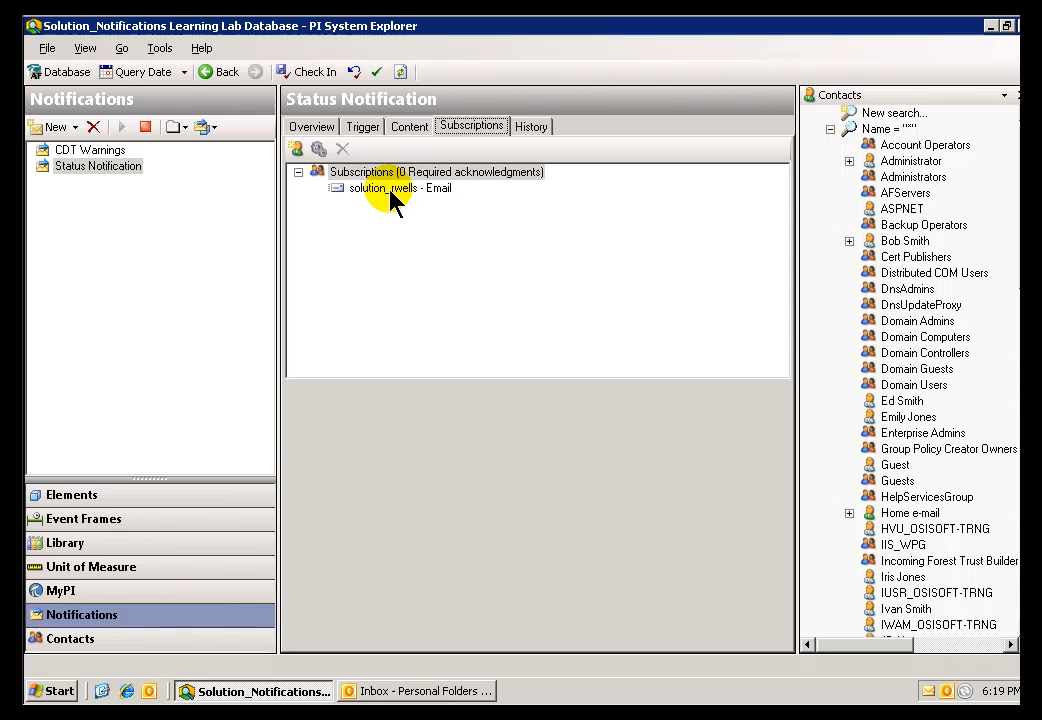 Solution_Notifications Learning Lab Database - PI System Explorer
File View Go Tools Help
Database Query Date Back Check In
Notifications
New
CDT Warnings
Status Notification
Elements
Event Frames
Library
Unit of Measure
MyPI
Notifications
Contacts
Status Notification
Overview Trigger Content Subscriptions History
Subscriptions (0 Required acknowledgments)
solution_rwells - Email
Contacts
New search...
Name = "*"
Account Operators
Administrator
Administrators
AFServers
ASPNET
Backup Operators
Bob Smith
Cert Publishers
Distributed COM Users
DnsAdmins
DnsUpdateProxy
Domain Admins
Domain Computers
Domain Controllers
Domain Guests
Domain Users
Ed Smith
Emily Jones
Enterprise Admins
Group Policy Creator Owners
Guest
Guests
HelpServicesGroup
Home e-mail
HVU_OSISOFT-TRNG
IIS_WPG
Incoming Forest Trust Builder
Iris Jones
IUSR_OSISOFT-TRNG
Ivan Smith
IWAM_OSISOFT-TRNG
Start Solution_Notifications... Inbox - Personal Folders ... 6:19 PM